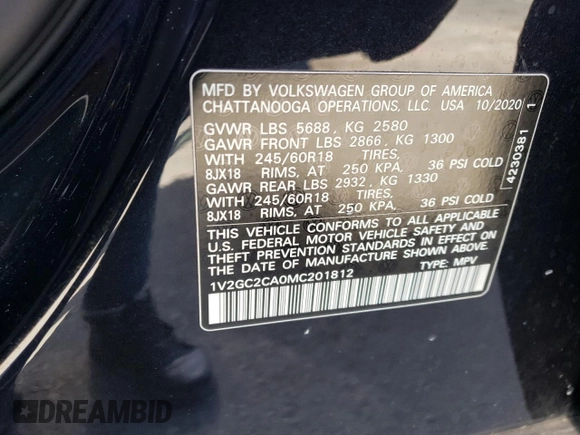 MFD BY VOLKSWAGEN GROUP OF AMERICA
CHATTANOOGA OPERATIONS, LLC. USA 10/2020
GVWR LBS 5688, KG 2580
GAWR FRONT LBS 2866, KG 1300
WITH 245/60R18 TIRES,
8JX18 RIMS, AT 250 KPA, 36 PSI COLD
GAWR REAR LBS 2932, KG 1330
WITH 245/60R18 TIRES,
8JX18 RIMS, AT 250 KPA, 36 PSI COLD
THIS VEHICLE CONFORMS TO ALL APPLICABLE
U.S. FEDERAL MOTOR VEHICLE SAFETY AND
THEFT PREVENTION STANDARDS IN EFFECT ON
THE DATE OF MANUFACTURE SHOWN ABOVE.
1V2GC2CA0MC201812 TYPE: MPV
4230381 1
DREAMBID